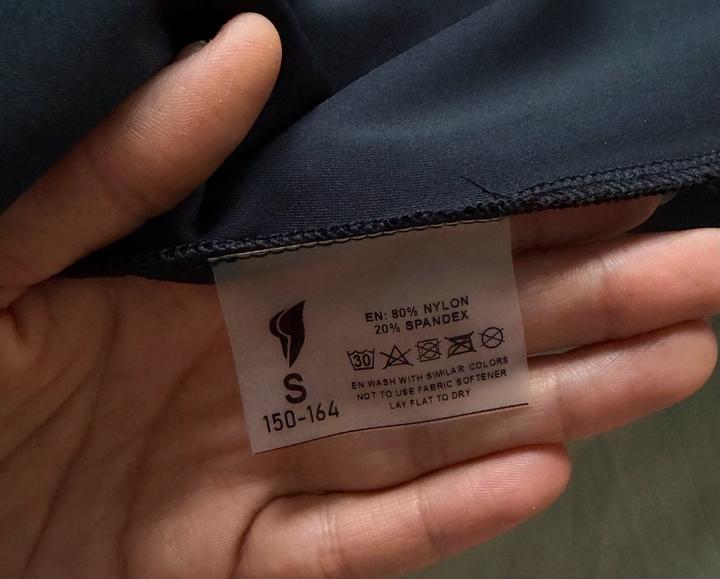 S
150-164
EN: 80% NYLON
20% SPANDEX
30
EN:WASH WITH SIMILAR COLORS
NOT TO USE FABRIC SOFTENER
LAY FLAT TO DRY